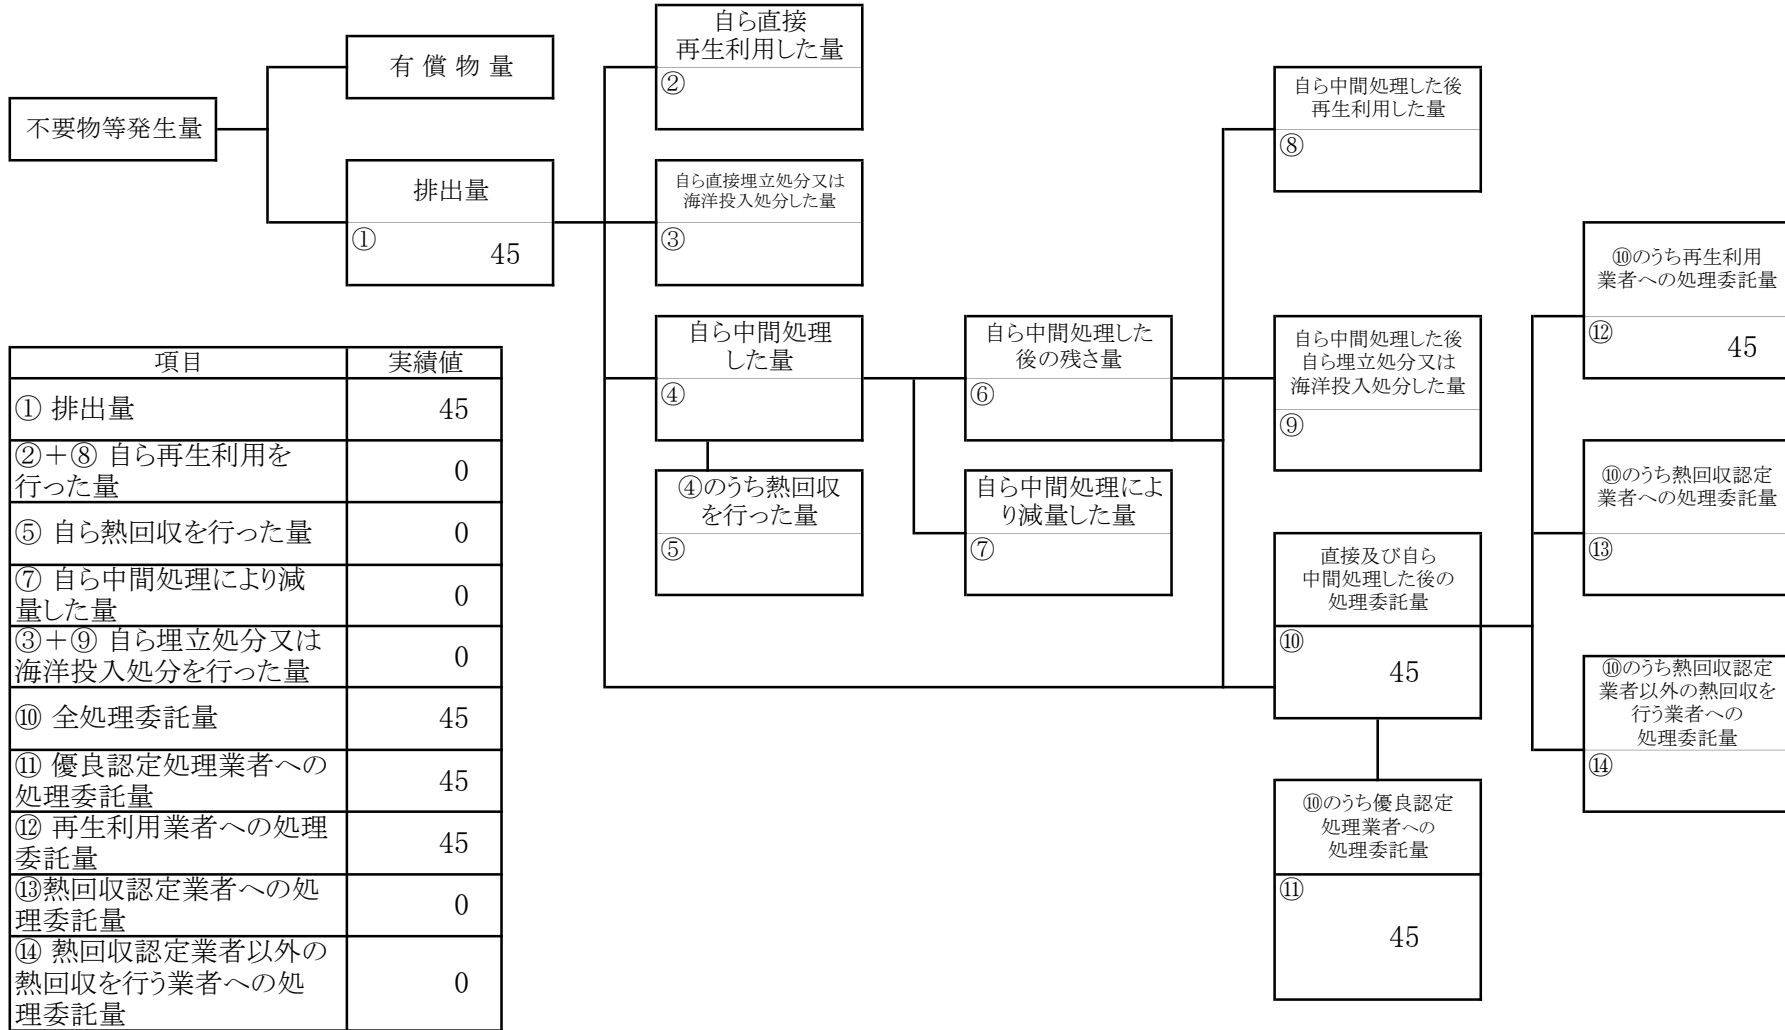 不要物等発生量
有償物量
排出量
①
45
自ら直接
再生利用した量
②
自ら直接埋立処分又は
海洋投入処分した量
③
自ら中間処理
した量
④
④のうち熱回収
を行った量
⑤
自ら中間処理した
後の残さ量
⑥
自ら中間処理によ
り減量した量
⑦
自ら中間処理した後
再生利用した量
⑧
自ら中間処理した後
自ら埋立処分又は
海洋投入処分した量
⑨
直接及び自ら
中間処理した後の
処理委託量
⑩
45
⑩のうち優良認定
処理業者への
処理委託量
⑪
45
⑩のうち再生利用
業者への処理委託量
⑫
45
⑩のうち熱回収認定
業者への処理委託量
⑬
⑩のうち熱回収認定
業者以外の熱回収を
行う業者への
処理委託量
⑭
項目 実績値
① 排出量 45
②+⑧ 自ら再生利用を
行った量 0
⑤ 自ら熱回収を行った量 0
⑦ 自ら中間処理により減
量した量 0
③+⑨ 自ら埋立処分又は
海洋投入処分を行った量 0
⑩ 全処理委託量 45
⑪ 優良認定処理業者への
処理委託量 45
⑫ 再生利用業者への処理
委託量 45
⑬熱回収認定業者への処
理委託量 0
⑭ 熱回収認定業者以外の
熱回収を行う業者への処
理委託量 0